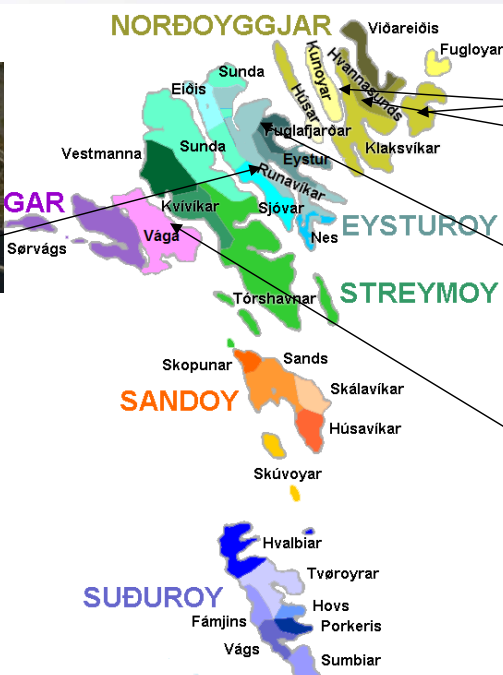 NORÐOYGGJAR
Viðareiðis
Fugloyar
Kunoyar
Hvannasunds
Húsar
Sunda
Eiðis
Fuglafjarðar
Klaksvíkar
Vestmanna
Sunda
Eystur
Runavíkar
GAR
Kvívíkar
Sjóvar
EYSTUROY
Nes
Sørvágs
Vága
STREYMOY
Tórshavnar
Skopunar
Sands
Skálavíkar
SANDOY
Húsavíkar
Skúvoyar
Hvalbiar
Tvøroyrar
SUÐUROY
Hovs
Fámjins
Porkeris
Vágs
Sumbiar